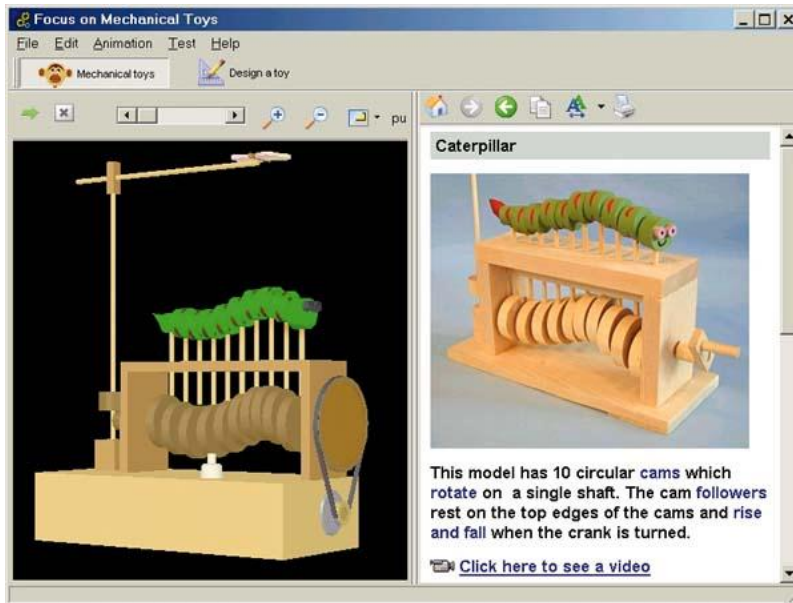 Focus on Mechanical Toys
File Edit Animation Test Help
Mechanical toys Design a toy
pu
Caterpillar
This model has 10 circular cams which
rotate on a single shaft. The cam followers
rest on the top edges of the cams and rise
and fall when the crank is turned.
Click here to see a video